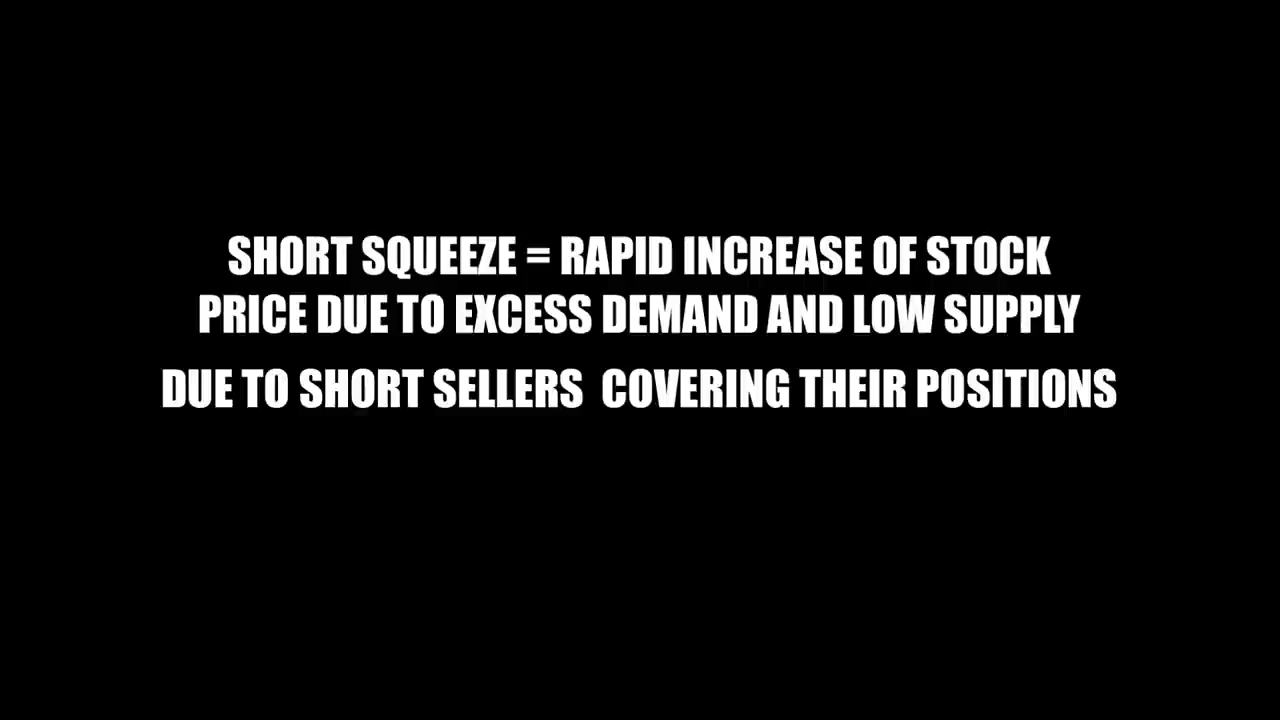 SHORT SQUEEZE = RAPID INCREASE OF STOCK
PRICE DUE TO EXCESS DEMAND AND LOW SUPPLY
DUE TO SHORT SELLERS  COVERING THEIR POSITIONS